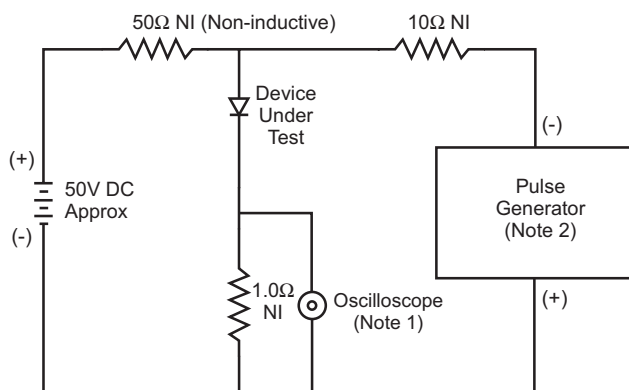 50Ω NI (Non-inductive)
10Ω NI
Device
Under
Test
(-)
(+)
50V DC
Approx
(-)
Pulse
Generator
(Note 2)
1.0Ω
NI
Oscilloscope
(Note 1)
(+)